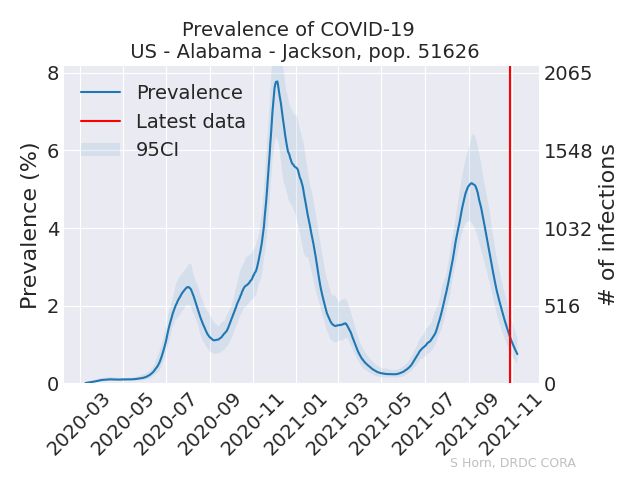 Prevalence of COVID-19
US - Alabama - Jackson, pop. 51626
Prevalence (%)
8
6
4
2
0
Prevalence
Latest data
95CI
2065
1548
1032
516
0
# of infections
2020-03
2020-05
2020-07
2020-09
2020-11
2021-01
2021-03
2021-05
2021-07
2021-09
2021-11
S Horn, DRDC CORA